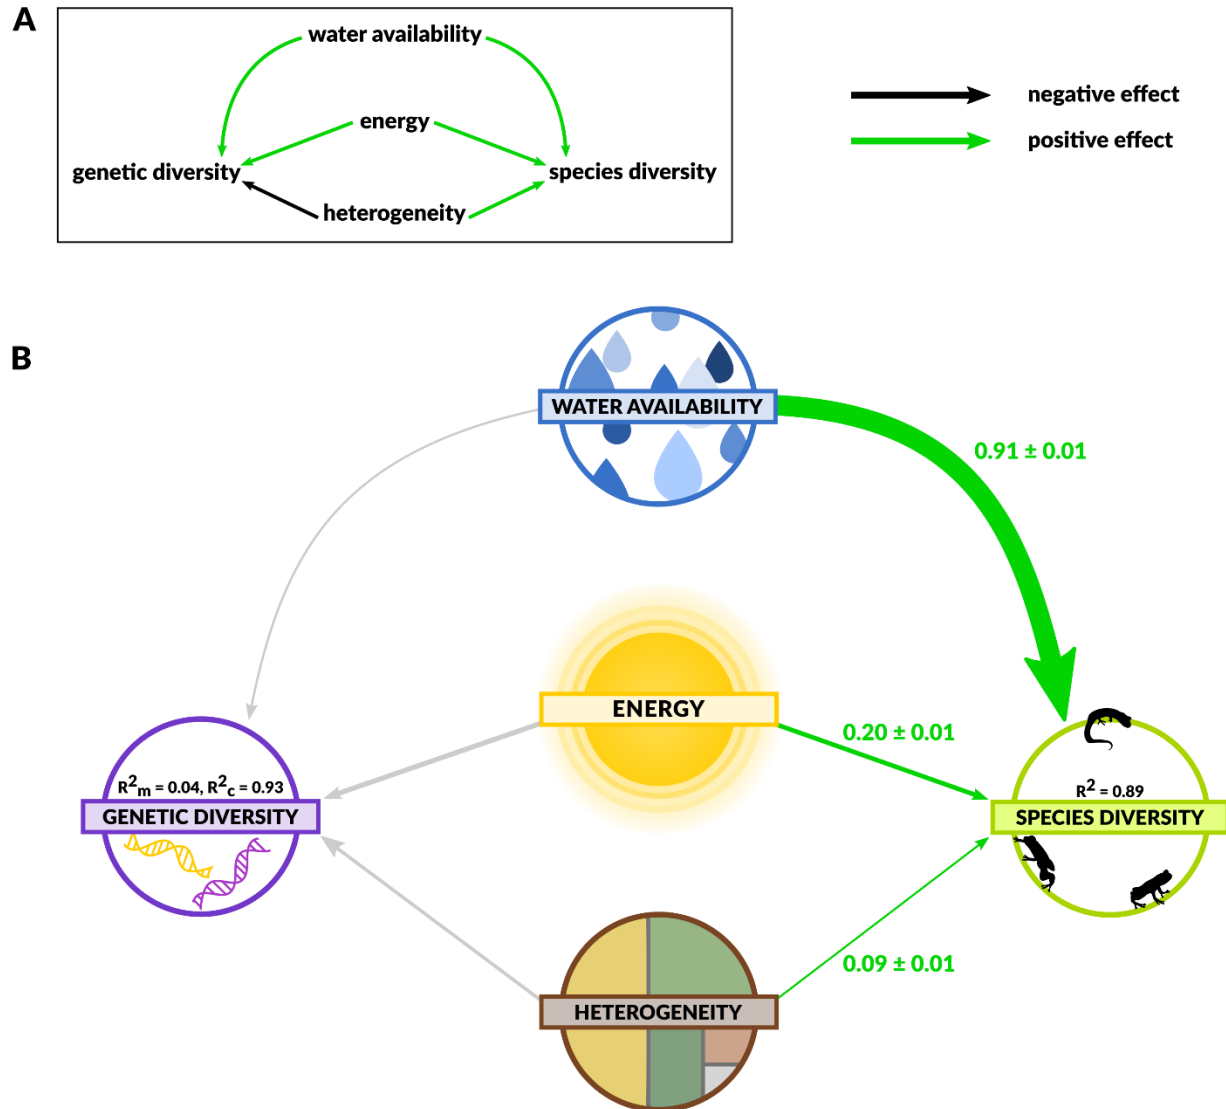 A
water availability
energy
genetic diversity
species diversity
heterogeneity
negative effect
positive effect
B
WATER AVAILABILITY
0.91 ± 0.01
ENERGY
0.20 ± 0.01
R²m = 0.04, R²c = 0.93
GENETIC DIVERSITY
R² = 0.89
SPECIES DIVERSITY
0.09 ± 0.01
HETEROGENEITY